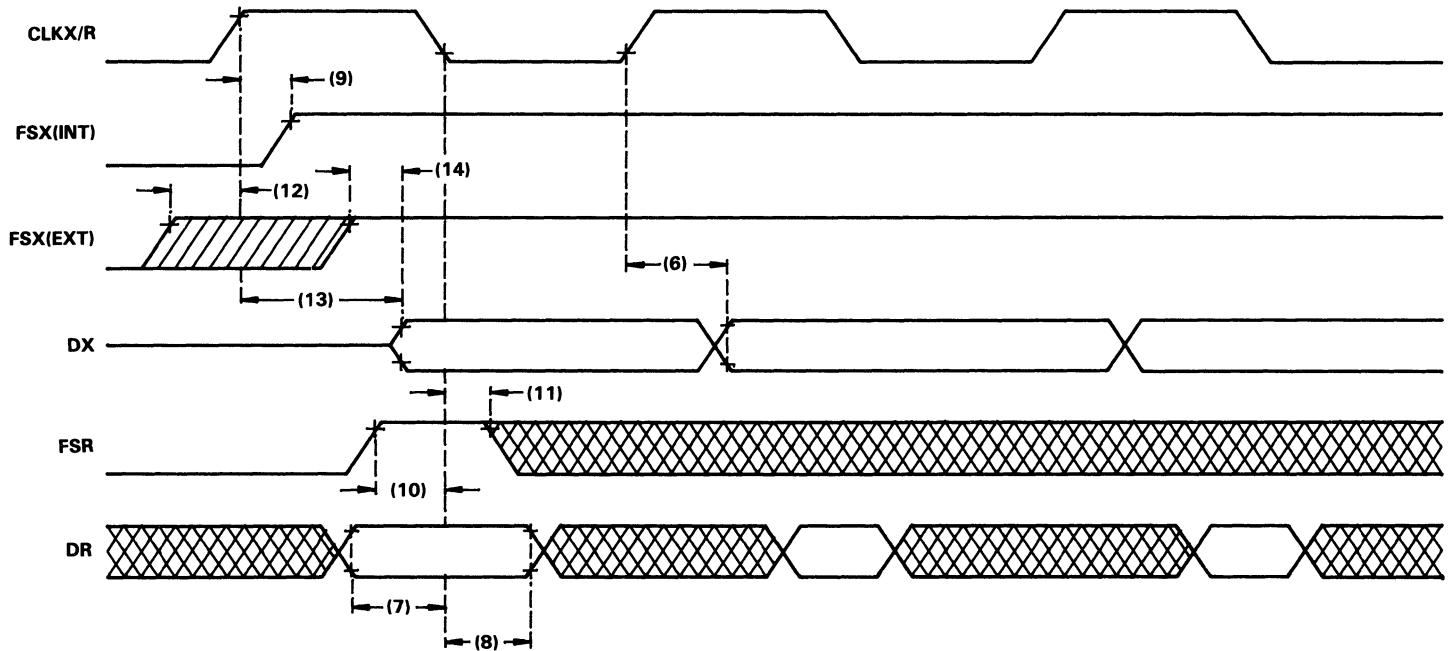 CLKX/R
(9)
FSX(INT)
(14)
(12)
FSX(EXT)
(6)
(13)
DX
(11)
FSR
(10)
DR
(7)
(8)